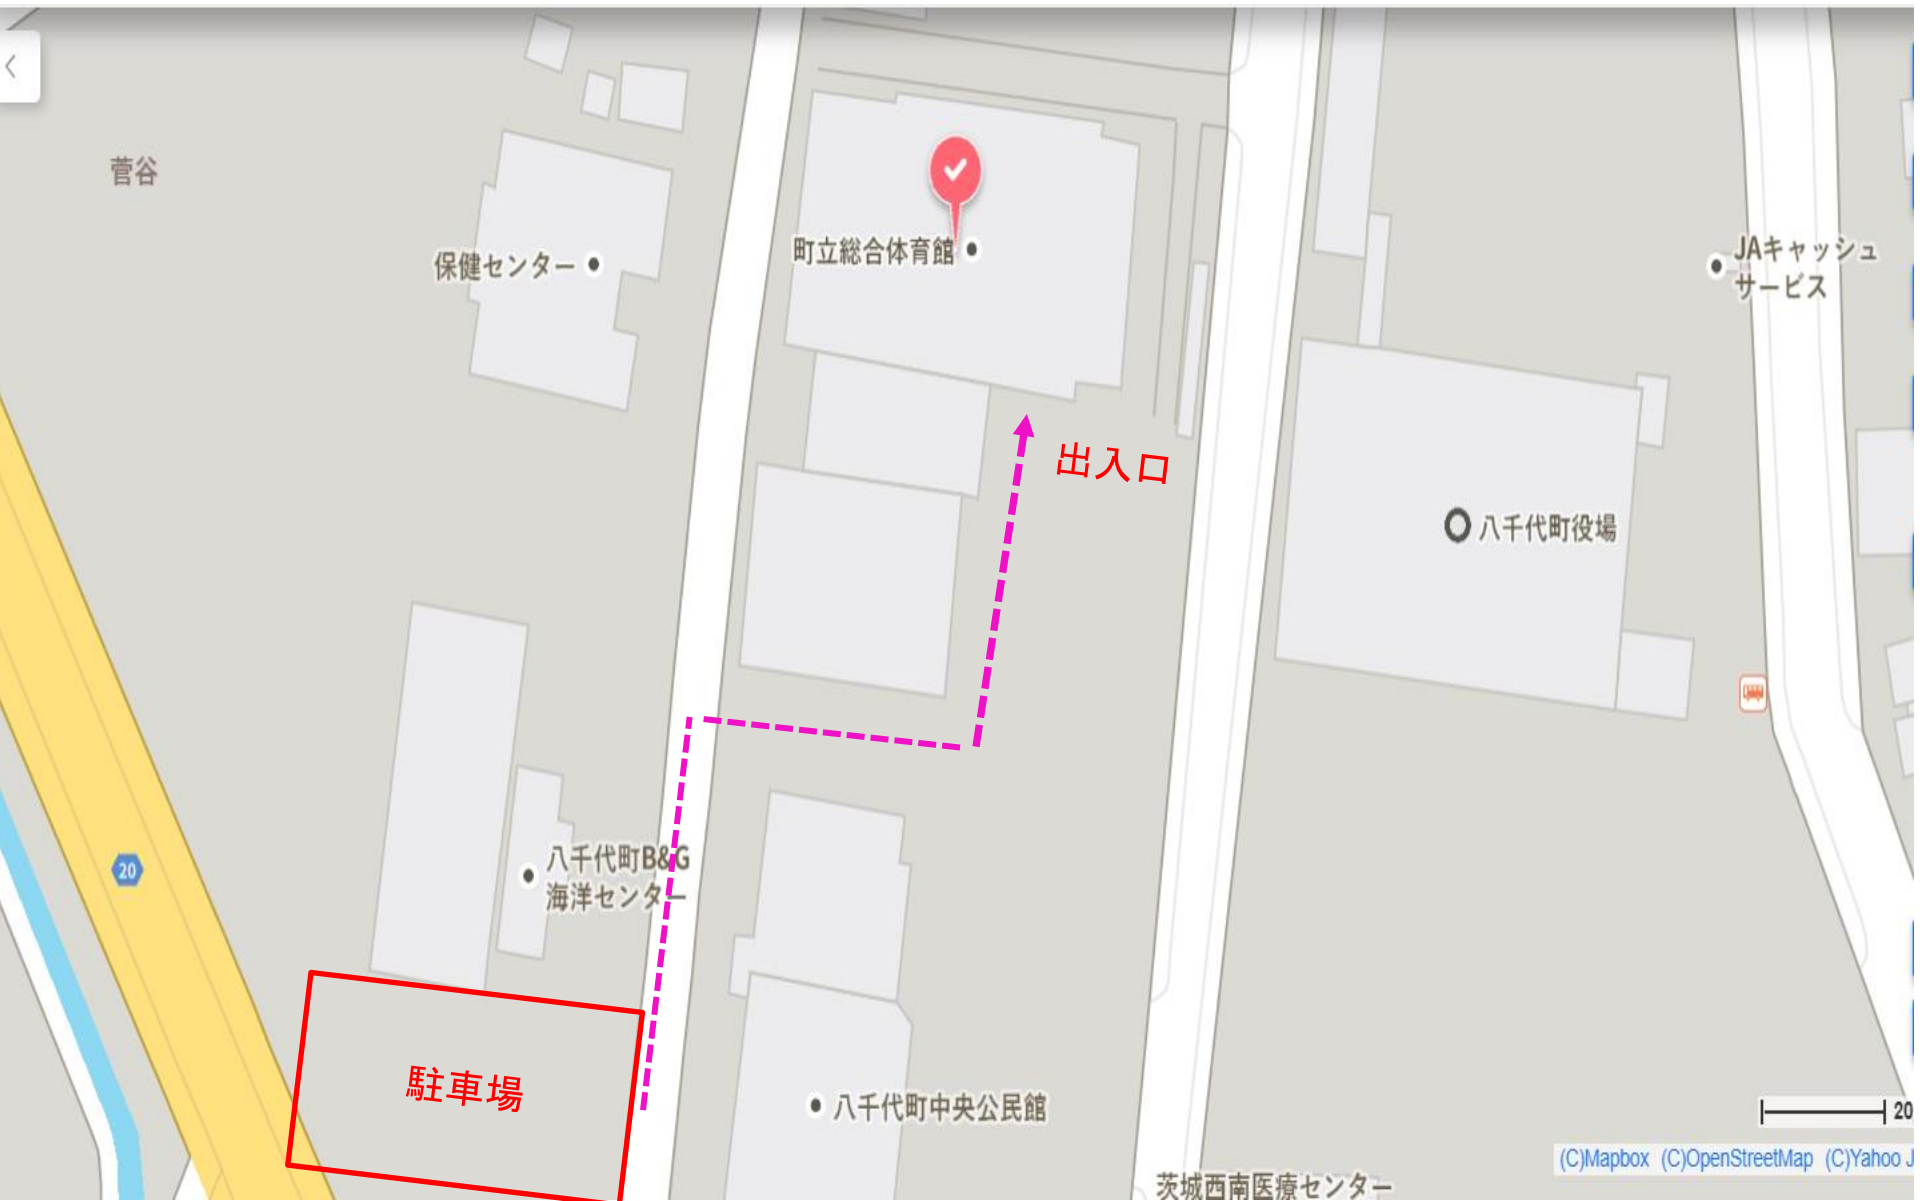 菅谷
保健センター
町立総合体育館
JAキャッシュ
サービス
出入口
八千代町役場
八千代町B&G
海洋センター
20
駐車場
八千代町中央公民館
20
(C)Mapbox (C)OpenStreetMap (C)Yahoo J
茨城西南医療センター